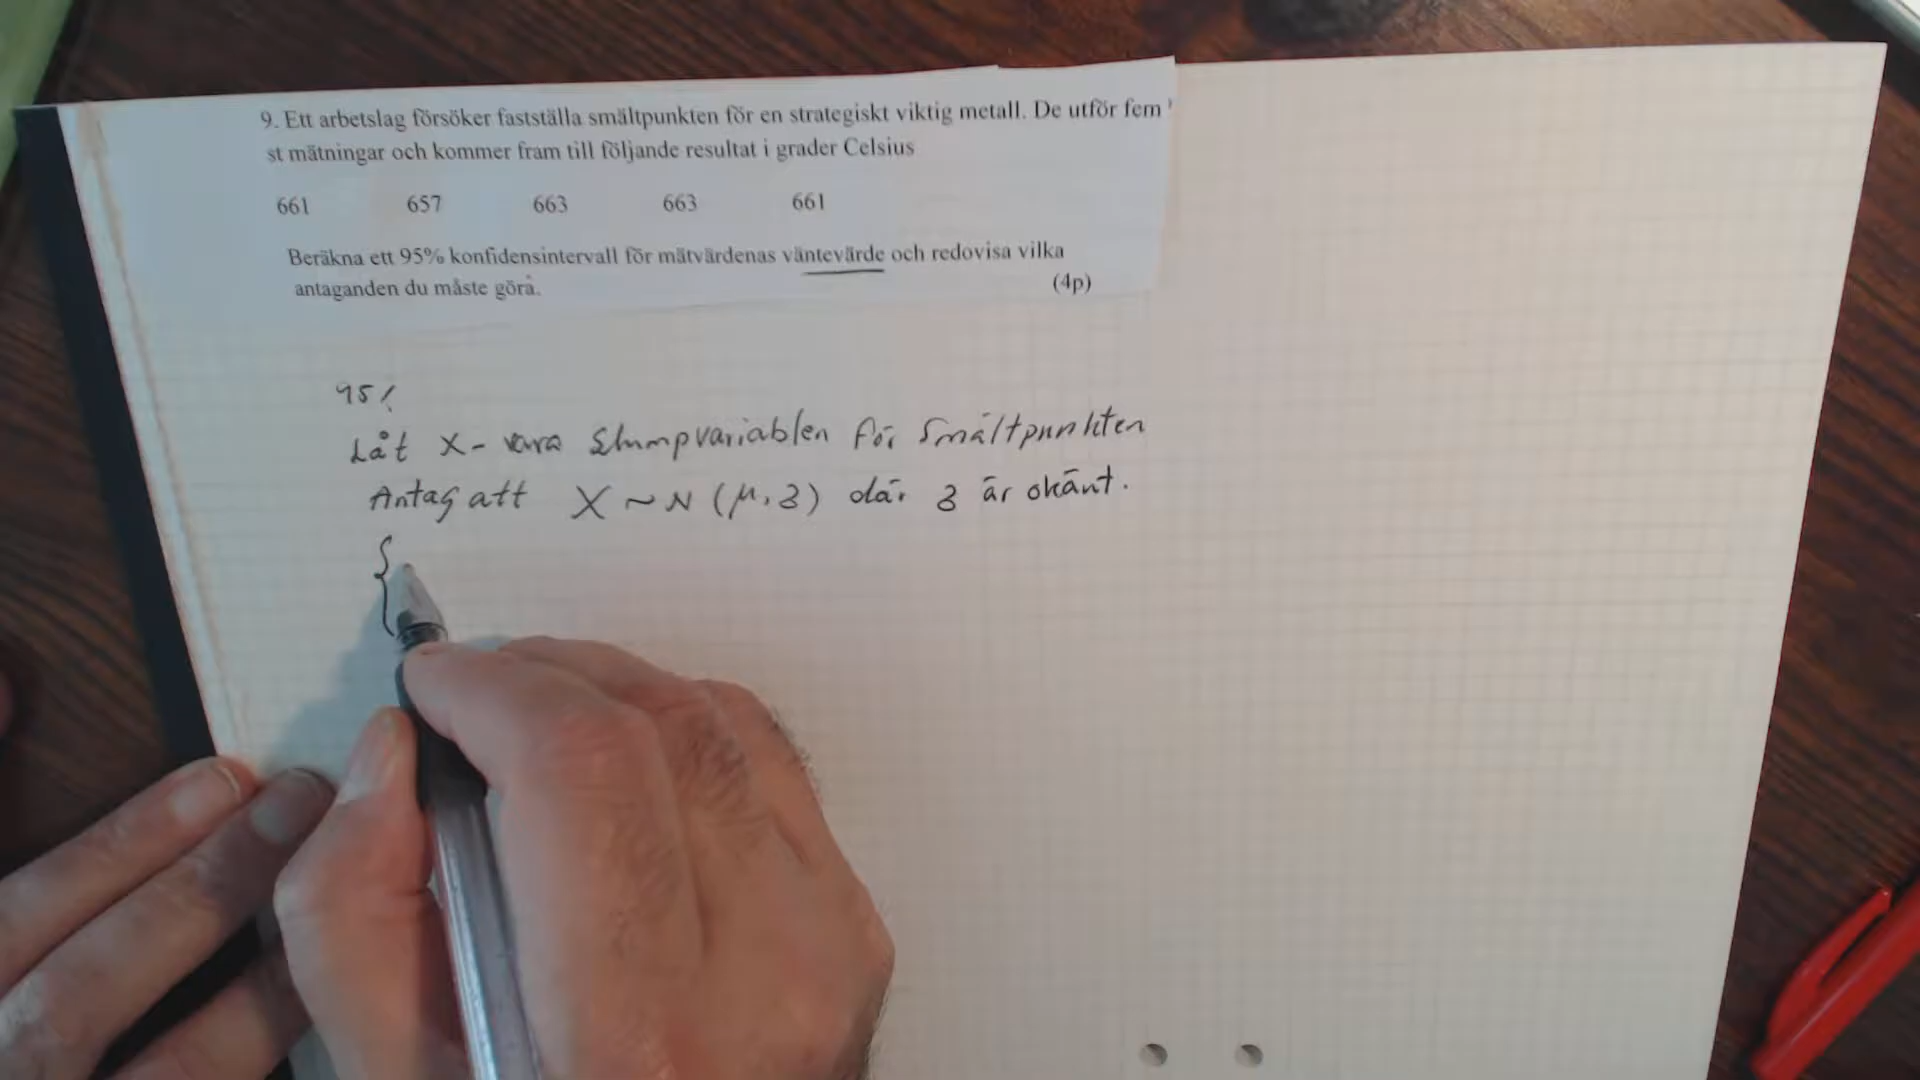 9. Ett arbetslag försöker fastställa smältpunkten för en strategiskt viktig metall. De utför fem
st mätningar och kommer fram till följande resultat i grader Celsius
661 657 663 663 661
Beräkna ett 95% konfidensintervall för mätvärdenas väntevärde och redovisa vilka
antaganden du måste göra. (4p)
95%
Låt X - vara slumpvariablen för smältpunkten
Antag att X ~ N (μ, σ) där σ är okänt.
{